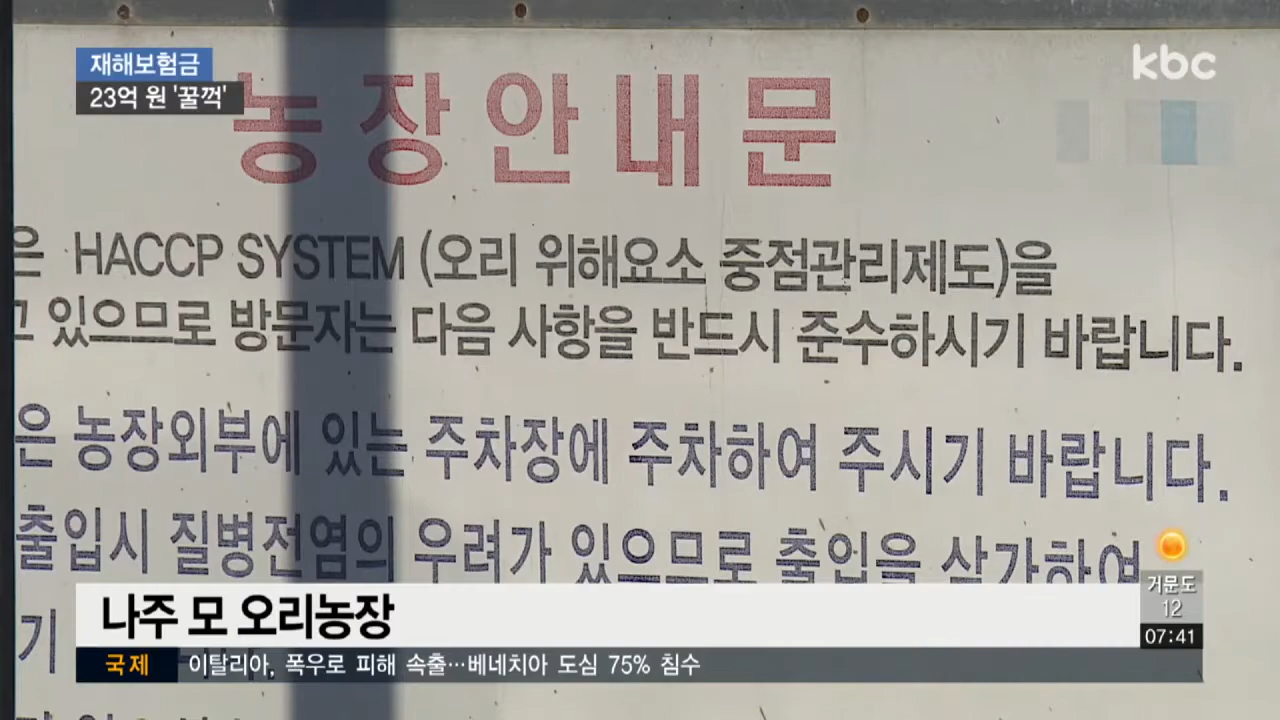 재해보험금
23억 원 '꿀꺽'
kbc
농장안내문
은 HACCP SYSTEM (오리 위해요소 중점관리제도)을
고 있으므로 방문자는 다음 사항을 반드시 준수하시기 바랍니다.
은 농장외부에 있는 주차장에 주차하여 주시기 바랍니다.
출입시 질병전염의 우려가 있으므로 출입을 삼가하여
기
나주 모 오리농장
거문도
12
07:41
국제 이탈리아, 폭우로 피해 속출…베네치아 도심 75% 침수